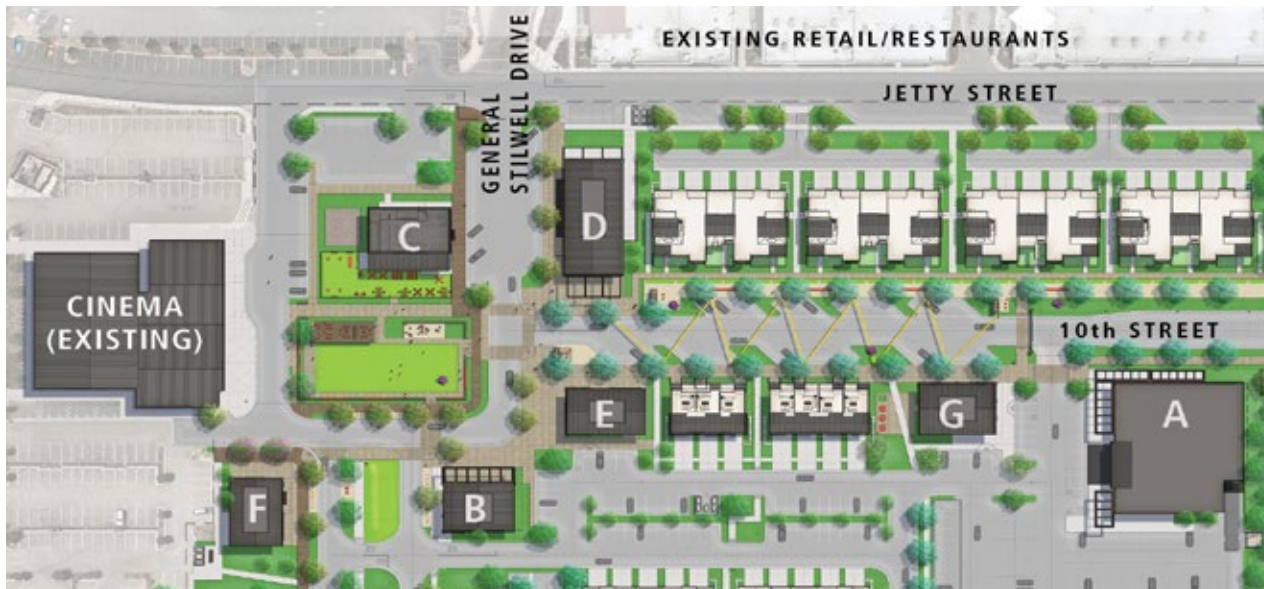 EXISTING RETAIL/RESTAURANTS
JETTY STREET
GENERAL
STILWELL DRIVE
C
D
CINEMA
(EXISTING)
10th STREET
E
G
A
F
B